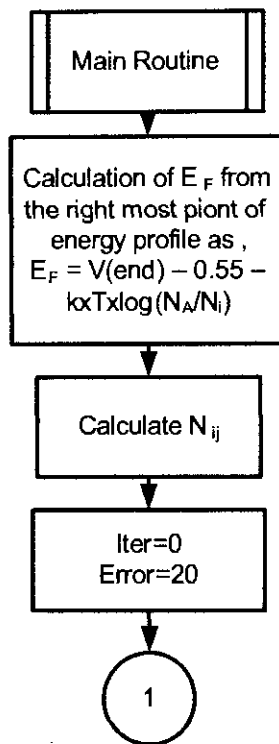 Main Routine
Calculation of E F from
the right most piont of
energy profile as ,
E F = V(end) – 0.55 –
kxTxlog(N A/N i)
Calculate N ij
Iter=0
Error=20
1